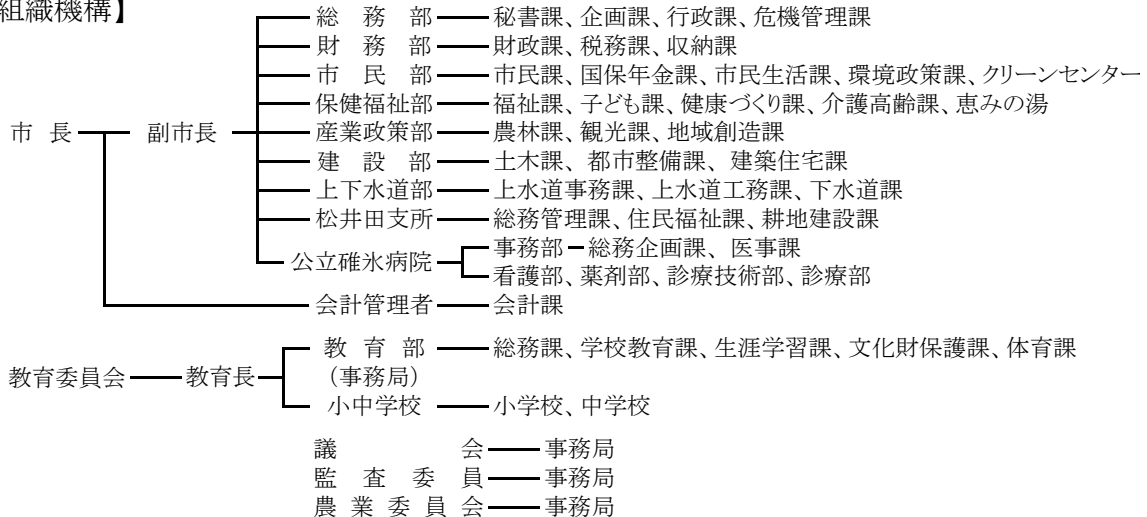 組織機構】
総務部 秘書課、企画課、行政課、危機管理課
財務部 財政課、税務課、収納課
市民部 市民課、国保年金課、市民生活課、環境政策課、クリーンセンター
保健福祉部 福祉課、子ども課、健康づくり課、介護高齢課、恵みの湯
市長 副市長 産業政策部 農林課、観光課、地域創造課
建設部 土木課、都市整備課、建築住宅課
上下水道部 上水道事務課、上水道工務課、下水道課
松井田支所 総務管理課、住民福祉課、耕地建設課
公立碓氷病院 事務部 総務企画課、医事課
看護部、薬剤部、診療技術部、診療部
会計管理者 会計課
教育部 総務課、学校教育課、生涯学習課、文化財保護課、体育課
教育委員会 教育長 (事務局)
小中学校 小学校、中学校
議会 事務局
監査委員 事務局
農業委員会 事務局